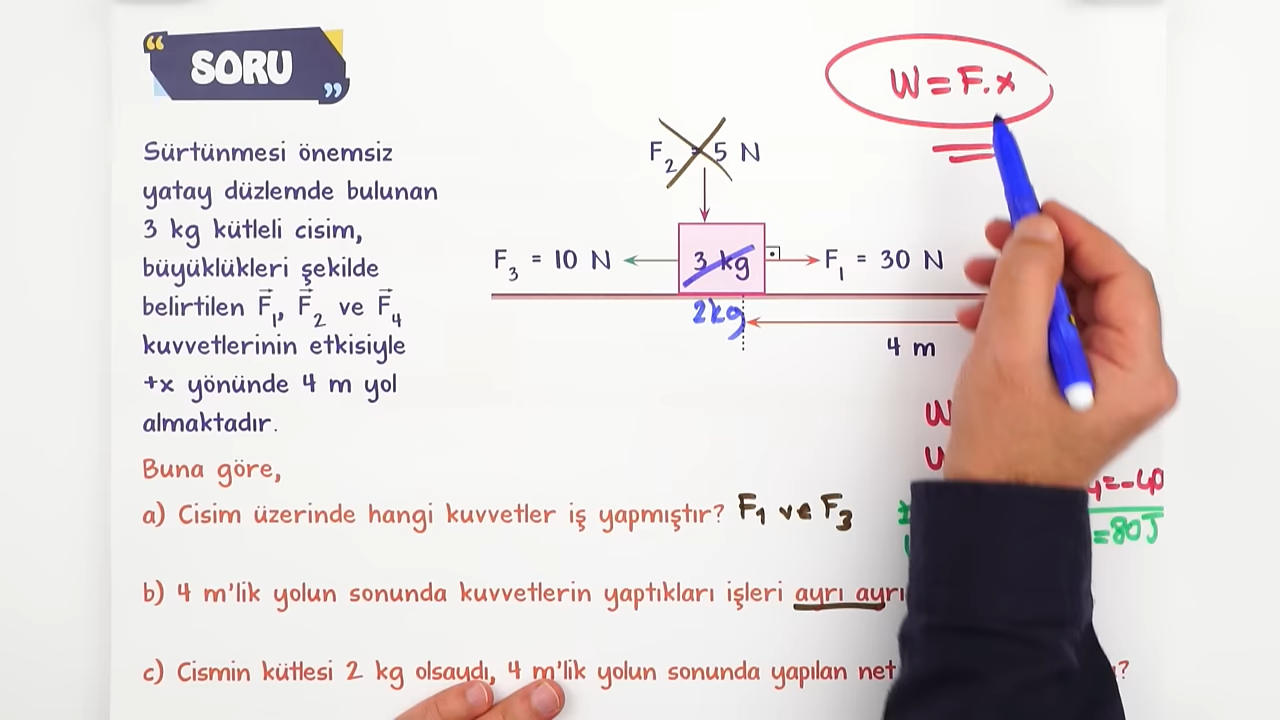 SORU
W = F.x
Sürtünmesi önemsiz
yatay düzlemde bulunan
3 kg kütleli cisim,
büyüklükleri şekilde
belirtilen F₁, F₂ ve F₄
kuvvetlerinin etkisiyle
+x yönünde 4 m yol
almaktadır.
F₂ = 5 N
F₃ = 10 N
3 kg
F₁ = 30 N
2kg
4 m
W
=-40
=80J
Buna göre,
a) Cisim üzerinde hangi kuvvetler iş yapmıştır? F₁ ve F₃
b) 4 m'lik yolun sonunda kuvvetlerin yaptıkları işleri ayrı ayrı
c) Cismin kütlesi 2 kg olsaydı, 4 m'lik yolun sonunda yapılan net ?